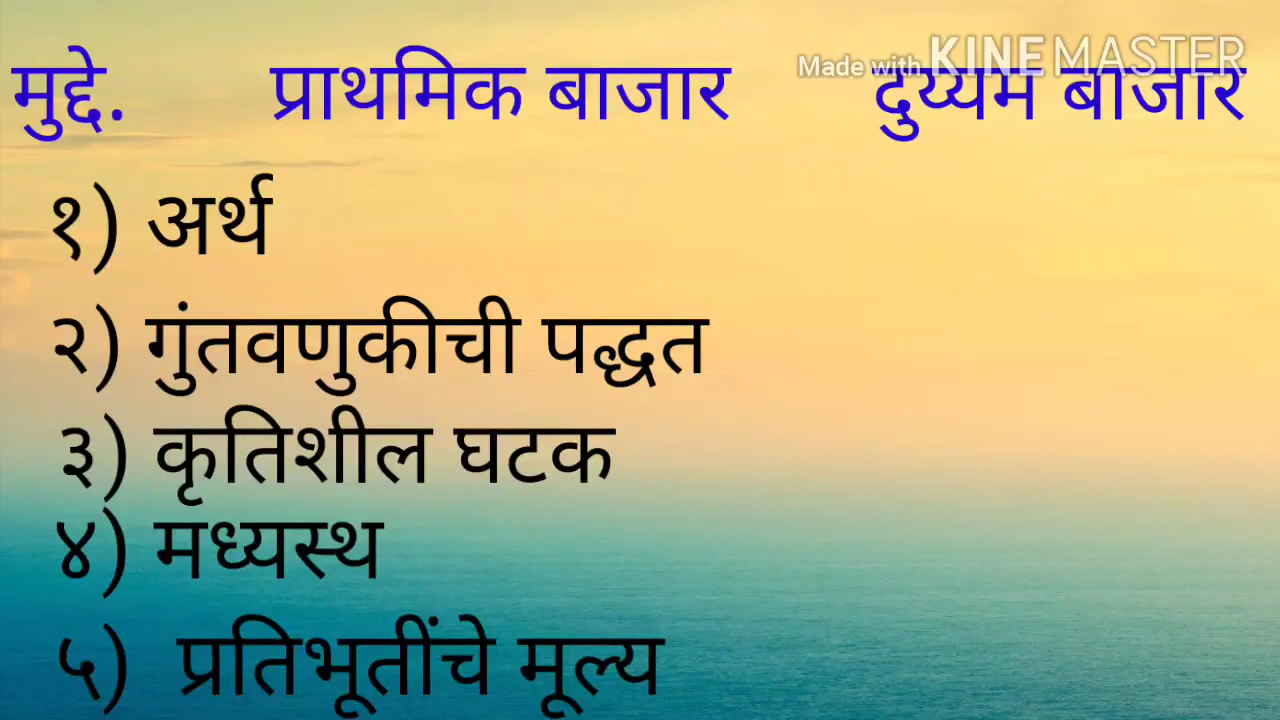 Made with KINEMASTER
मुद्दे. प्राथमिक बाजार दुय्यम बाजार
१) अर्थ
२) गुंतवणुकीची पद्धत
३) कृतिशील घटक
४) मध्यस्थ
५) प्रतिभूतींचे मूल्य